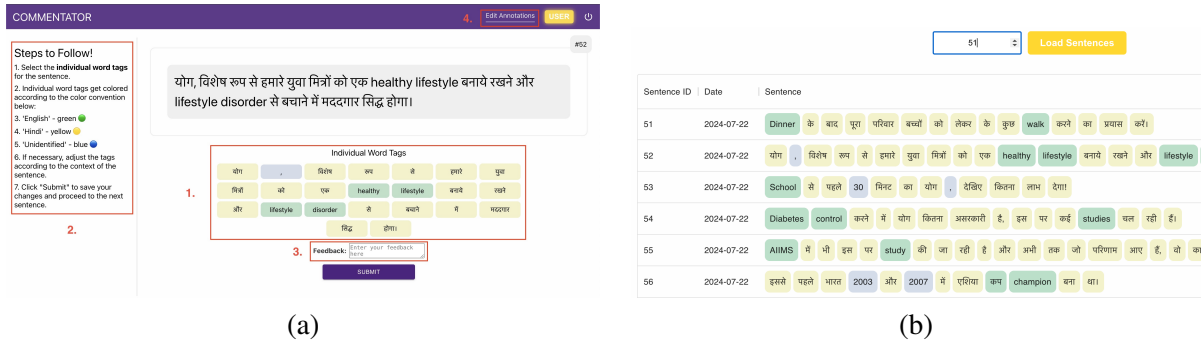 COMMENTATOR
4.
Edit Annotations
USER
#52
Steps to Follow!
1. Select the individual word tags
for the sentence.
2. Individual word tags get colored
according to the color convention
below:
3. 'English' - green
4. 'Hindi' - yellow
5. 'Unidentified' - blue
6. If necessary, adjust the tags
according to the context of the
sentence.
7. Click "Submit" to save your
changes and proceed to the next
sentence.
2.
योग, विशेष रूप से हमारे युवा मित्रों को एक healthy lifestyle बनाये रखने और
lifestyle disorder से बचाने में मददगार सिद्ध होगा।
1.
Individual Word Tags
योग , विशेष रूप से हमारे युवा
मित्रों को एक healthy lifestyle बनाये रखने
और lifestyle disorder से बचाने में मददगार
सिद्ध होगा।
3.
Feedback: Enter your feedback
here
SUBMIT
(a)
51
Load Sentences
Sentence ID Date Sentence
51 2024-07-22 Dinner के बाद पूरा परिवार बच्चों को लेकर के कुछ walk करने का प्रयास करें।
52 2024-07-22 योग , विशेष रूप से हमारे युवा मित्रों को एक healthy lifestyle बनाये रखने और lifestyle
53 2024-07-22 School से पहले 30 मिनट का योग , देखिए कितना लाभ देगा!
54 2024-07-22 Diabetes control करने में योग कितना असरकारी है, इस पर कई studies चल रही हैं।
55 2024-07-22 AIIMS में भी इस पर study की जा रही है और अभी तक जो परिणाम आए हैं, वो का
56 2024-07-22 इससे पहले भारत 2003 और 2007 में एशिया कप champion बना था।
(b)